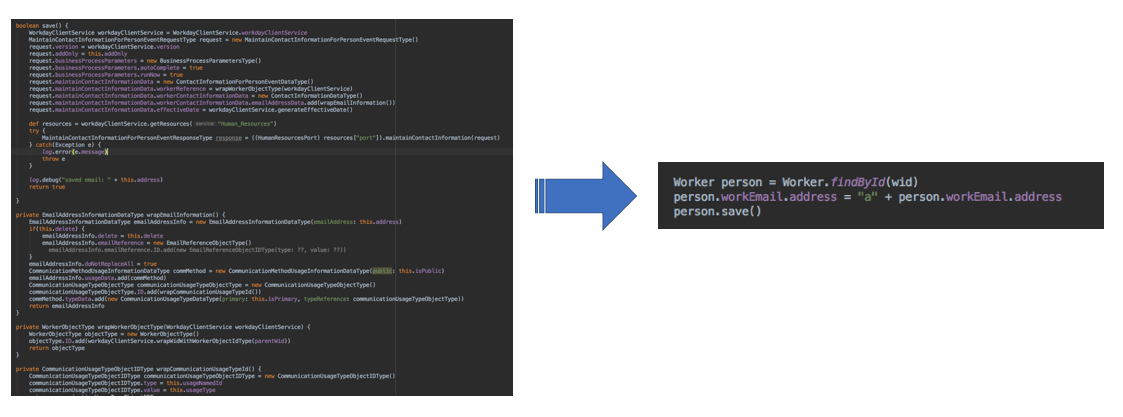 boolean save() {
WorkdayClientService workdayClientService = WorkdayClientService.workdayClientService
MaintainContactInformationForPersonEventRequestType request = new MaintainContactInformationForPersonEventRequestType()
request.version = workdayClientService.version
request.addOnly = this.addOnly
request.businessProcessParameters = new BusinessProcessParametersType()
request.businessProcessParameters.autoComplete = true
request.businessProcessParameters.runNow = true
request.maintainContactInformationData = new ContactInformationForPersonEventDataType()
request.maintainContactInformationData.workerReference = wrapWorkerObjectType(workdayClientService)
request.maintainContactInformationData.workerContactInformationData = new ContactInformationDataType()
request.maintainContactInformationData.workerContactInformationData.emailAddressData.add(wrapEmailInformation())
request.maintainContactInformationData.effectiveDate = workdayClientService.generateEffectiveDate()
def resources = workdayClientService.getResources( service: "Human_Resources")
try {
MaintainContactInformationForPersonEventResponseType response = ((HumanResourcesPort) resources["port"]).maintainContactInformation(request)
} catch(Exception e) {
log.error(e.message)
throw e
}
log.debug("saved email: " + this.address)
return true
}
private EmailAddressInformationDataType wrapEmailInformation() {
EmailAddressInformationDataType emailAddressInfo = new EmailAddressInformationDataType(emailAddress: this.address)
if(this.delete) {
emailAddressInfo.delete = this.delete
emailAddressInfo.emailReference = new EmailReferenceObjectType()
emailAddressInfo.emailReference.ID.add(new EmailReferenceObjectIDType(type: ??, value: ??))
}
emailAddressInfo.doNotReplaceAll = true
CommunicationMethodUsageInformationDataType commMethod = new CommunicationMethodUsageInformationDataType(public: this.isPublic)
emailAddressInfo.usageData.add(commMethod)
CommunicationUsageTypeObjectType communicationUsageTypeObjectType = new CommunicationUsageTypeObjectType()
communicationUsageTypeObjectType.ID.add(wrapCommunicationUsageTypeId())
commMethod.typeData.add(new CommunicationUsageTypeDataType(primary: this.isPrimary, typeReference: communicationUsageTypeObjectType))
return emailAddressInfo
}
private WorkerObjectType wrapWorkerObjectType(WorkdayClientService workdayClientService) {
WorkerObjectType objectType = new WorkerObjectType()
objectType.ID.add(workdayClientService.wrapWidWithWorkerObjectIdType(parentWid))
return objectType
}
private CommunicationUsageTypeObjectIDType wrapCommunicationUsageTypeId() {
CommunicationUsageTypeObjectIDType communicationUsageTypeObjectIDType = new CommunicationUsageTypeObjectIDType()
communicationUsageTypeObjectIDType.type = this.usageNamedId
communicationUsageTypeObjectIDType.value = this.usageType
Worker person = Worker.findById(wid)
person.workEmail.address = "a" + person.workEmail.address
person.save()